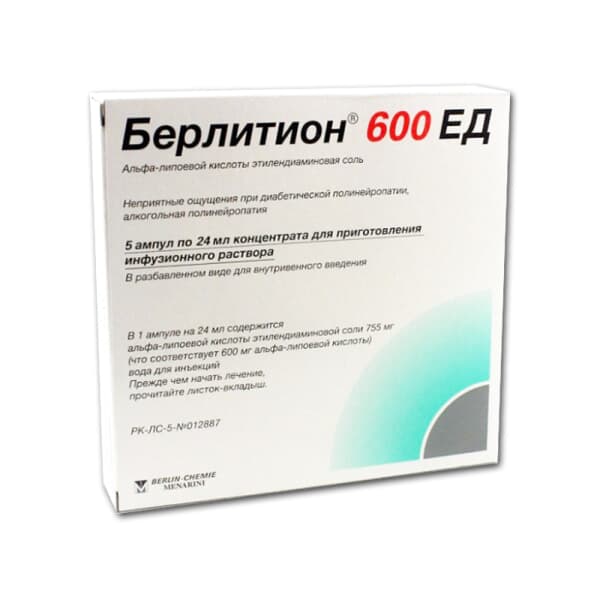 Берлитион® 600 ЕД
Альфа-липоевой кислоты этилендиаминовая соль
Неприятные ощущения при диабетической полинейропатии,
алкогольная полинейропатия
5 ампул по 24 мл концентрата для приготовления
инфузионного раствора
В разбавленном виде для внутривенного введения
В 1 ампуле на 24 мл содержится
альфа-липоевой кислоты этилендиаминовой соли 755 мг
(что соответствует 600 мг альфа-липоевой кислоты)
вода для инъекций
Прежде чем начать лечение,
прочитайте листок-вкладыш.
РК-ЛС-5-№012887
BERLIN-CHEMIE
MENARINI